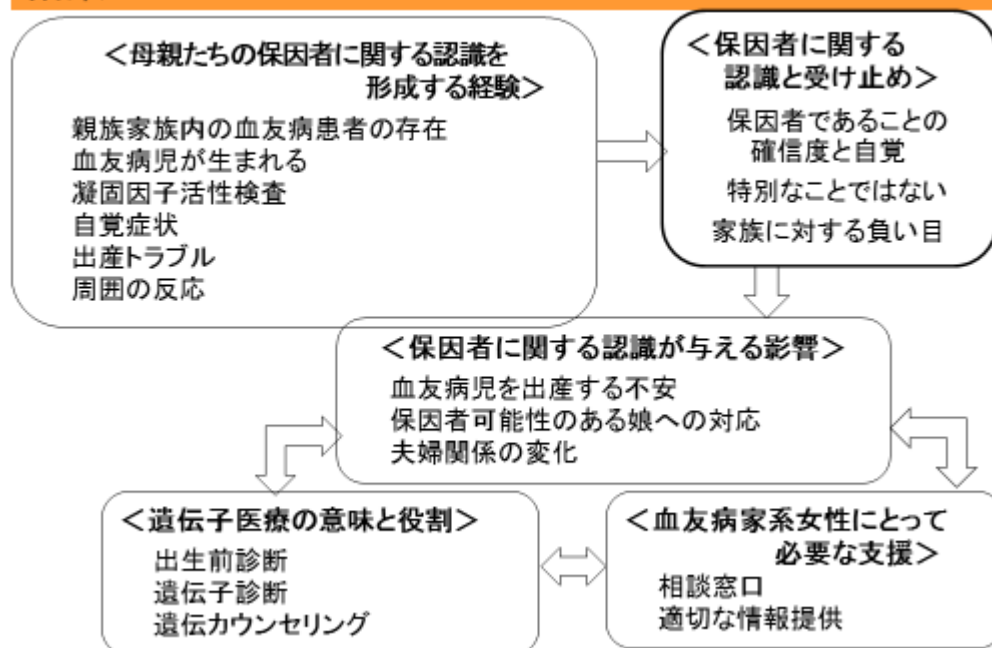 ＜母親たちの保因者に関する認識を
形成する経験＞
親族家族内の血友病患者の存在
血友病児が生まれる
凝固因子活性検査
自覚症状
出産トラブル
周囲の反応
＜保因者に関する
認識と受け止め＞
保因者であることの
確信度と自覚
特別なことではない
家族に対する負い目
＜保因者に関する認識が与える影響＞
血友病児を出産する不安
保因者可能性のある娘への対応
夫婦関係の変化
＜遺伝子医療の意味と役割＞
出生前診断
遺伝子診断
遺伝カウンセリング
＜血友病家系女性にとって
必要な支援＞
相談窓口
適切な情報提供